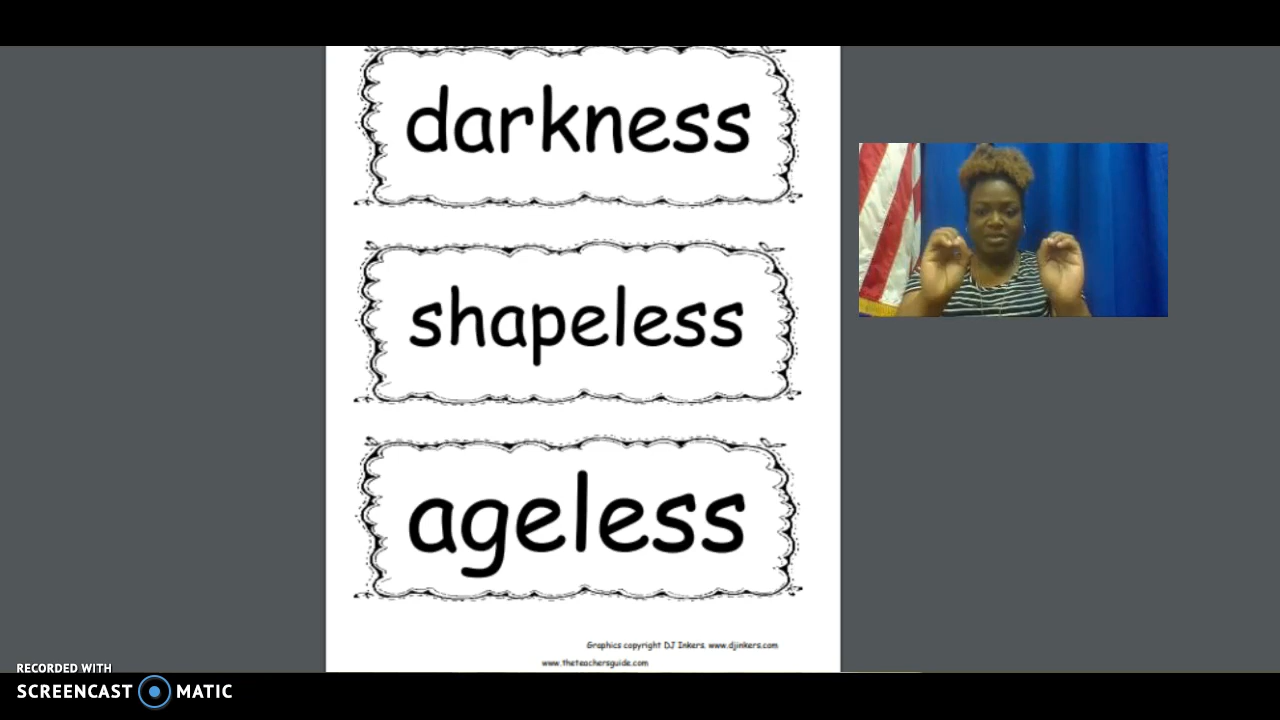 darkness
shapeless
ageless
Graphics copyright DJ Inkers. www.djinkers.com
www.theteachersguide.com
RECORDED WITH
SCREENCAST MATIC